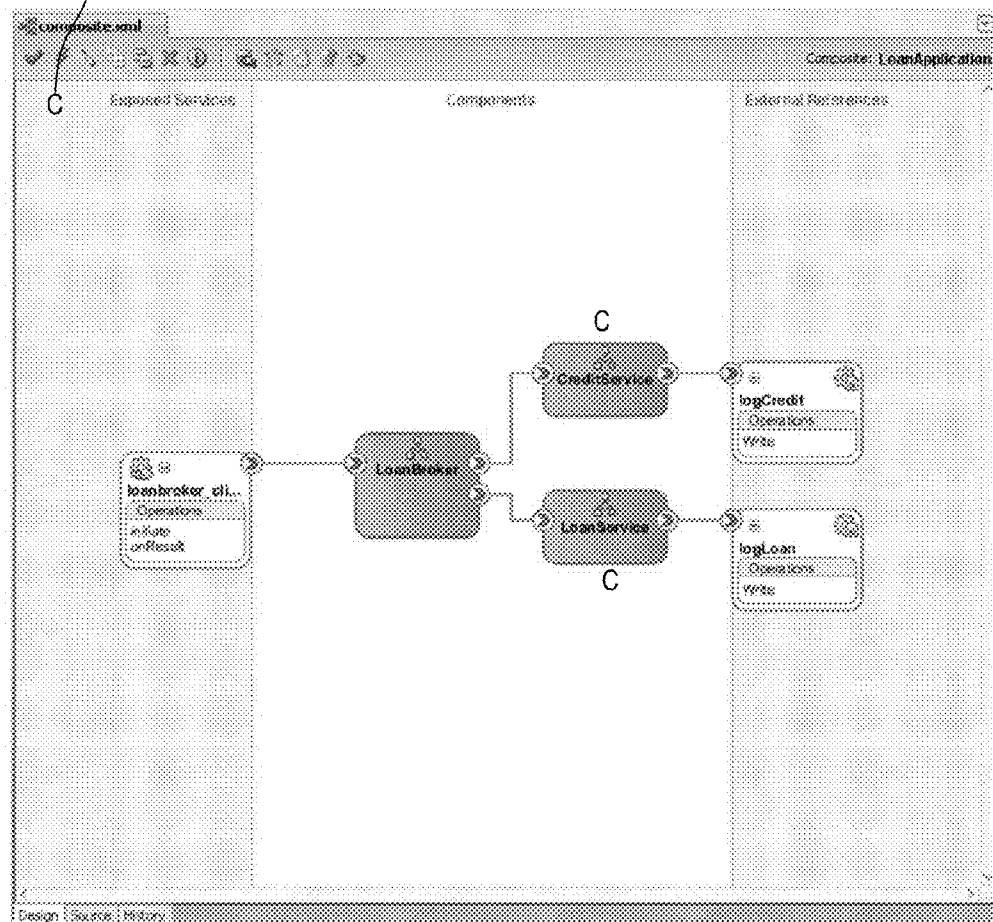 composite.xml
Composite: LoanApplication
C
Exposed Services
Components
External References
C
CreditService
logCredit
Operations
Write
LoanBroker
loanbroker_cli...
Operations
initiate
onResult
LoanService
logLoan
Operations
Write
C
Design Source History